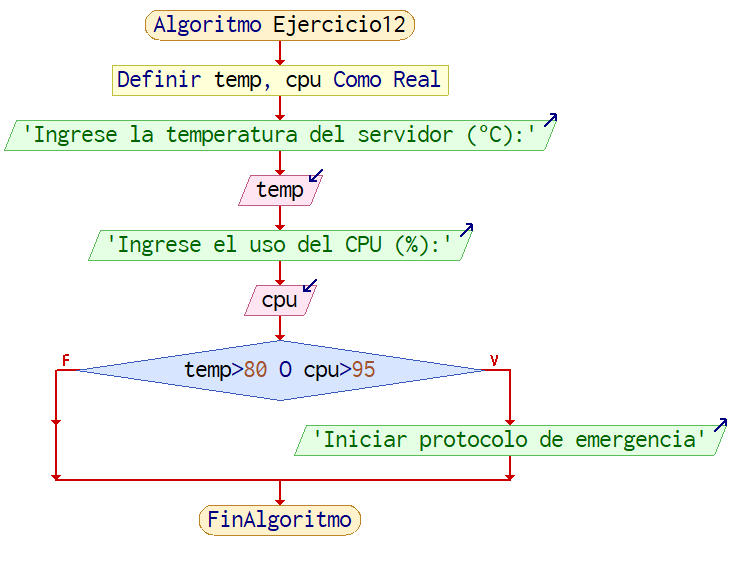 Algoritmo Ejercicio12
Definir temp, cpu Como Real
'Ingrese la temperatura del servidor (°C):'
temp
'Ingrese el uso del CPU (%):'
cpu
F
temp>80 O cpu>95
V
'Iniciar protocolo de emergencia'
FinAlgoritmo